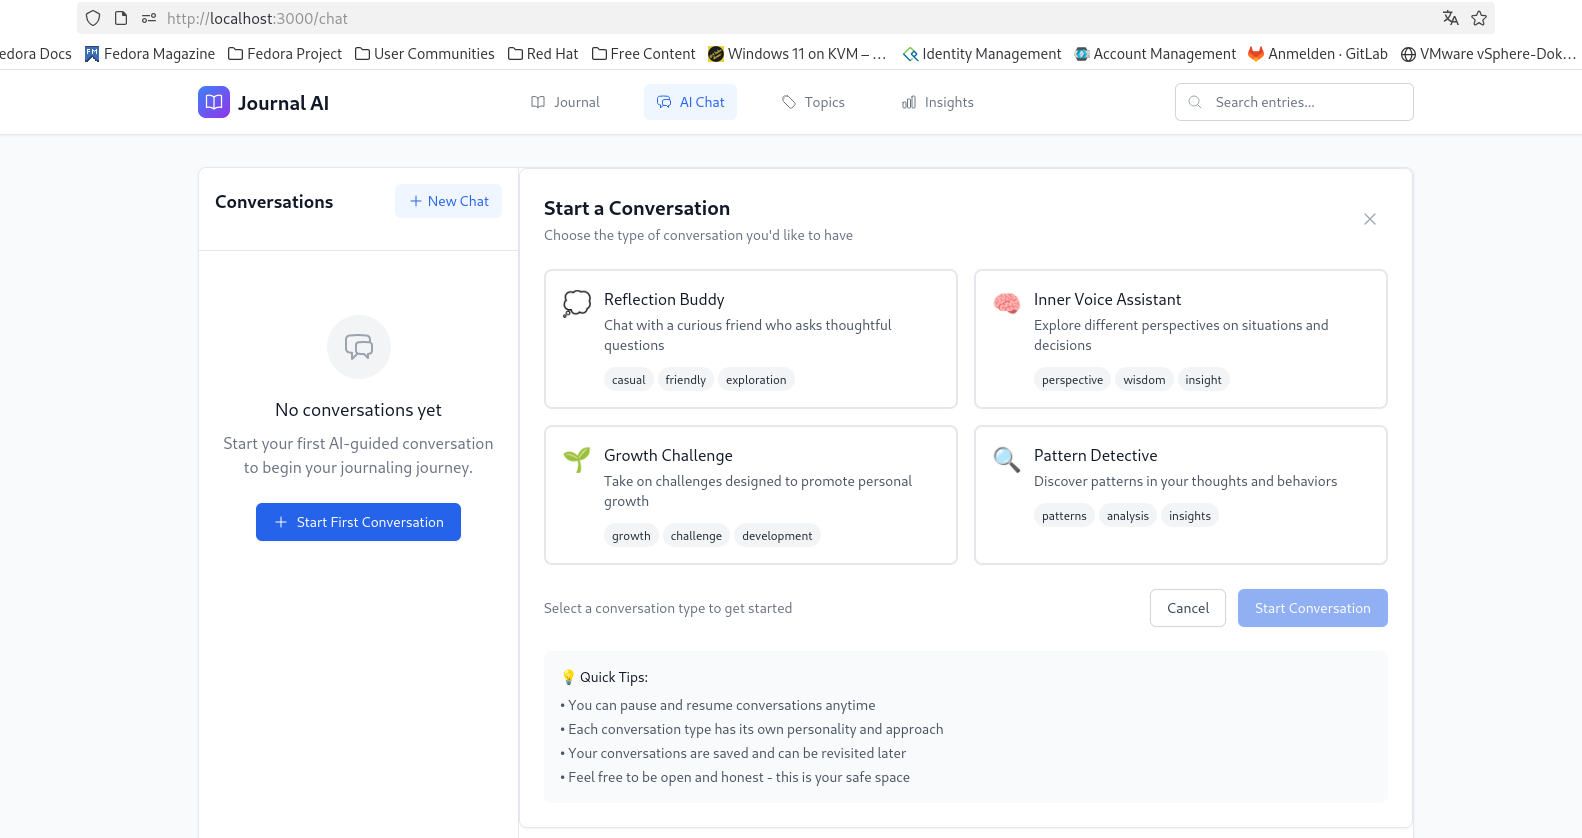 http://localhost:3000/chat
edora Docs Fedora Magazine Fedora Project User Communities Red Hat Free Content Windows 11 on KVM – … Identity Management Account Management Anmelden · GitLab VMware vSphere-Dok…
Journal AI
Journal
AI Chat
Topics
Insights
Search entries...
Conversations
+ New Chat
No conversations yet
Start your first AI-guided conversation
to begin your journaling journey.
+ Start First Conversation
Start a Conversation
Choose the type of conversation you'd like to have
Reflection Buddy
Chat with a curious friend who asks thoughtful
questions
casual friendly exploration
Inner Voice Assistant
Explore different perspectives on situations and
decisions
perspective wisdom insight
Growth Challenge
Take on challenges designed to promote personal
growth
growth challenge development
Pattern Detective
Discover patterns in your thoughts and behaviors
patterns analysis insights
Select a conversation type to get started
Cancel
Start Conversation
💡 Quick Tips:
• You can pause and resume conversations anytime
• Each conversation type has its own personality and approach
• Your conversations are saved and can be revisited later
• Feel free to be open and honest - this is your safe space